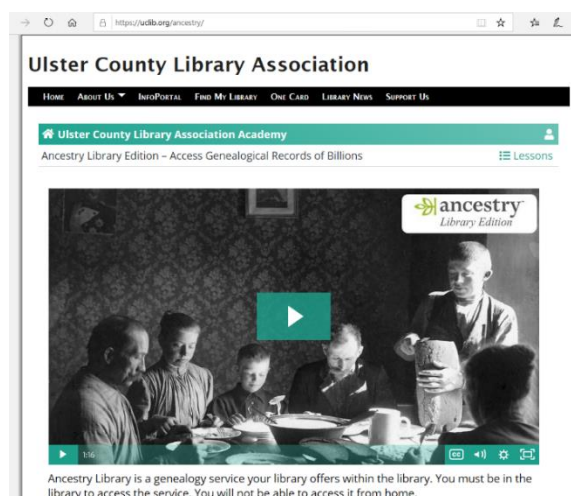 https://uclib.org/ancestry/
Ulster County Library Association
Home About Us InfoPortal Find My Library One Card Library News Support Us
Ulster County Library Association Academy
Ancestry Library Edition – Access Genealogical Records of Billions Lessons
ancestry
Library Edition
1:16
CC
Ancestry Library is a genealogy service your library offers within the library. You must be in the
library to access the service. You will not be able to access it from home.